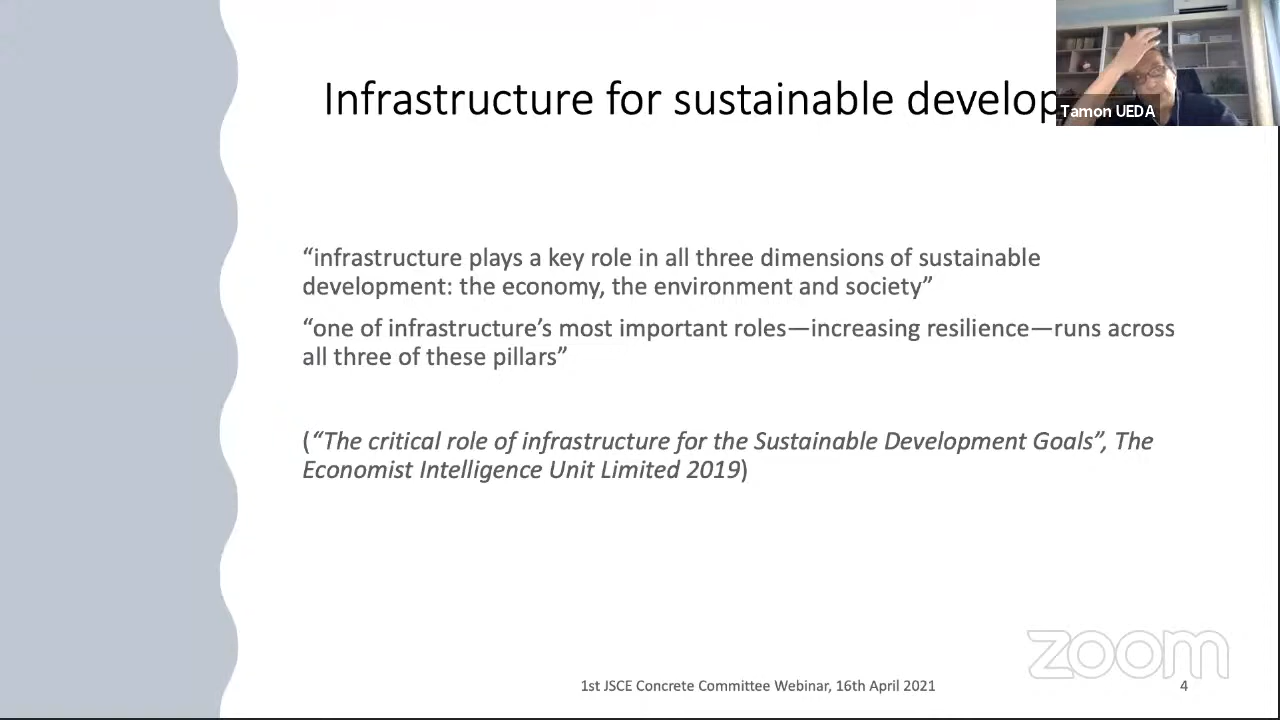 Infrastructure for sustainable develop
Tamon UEDA
“infrastructure plays a key role in all three dimensions of sustainable
development: the economy, the environment and society”
“one of infrastructure’s most important roles—increasing resilience—runs across
all three of these pillars”
(“The critical role of infrastructure for the Sustainable Development Goals”, The
Economist Intelligence Unit Limited 2019)
zoom
1st JSCE Concrete Committee Webinar, 16th April 2021
4